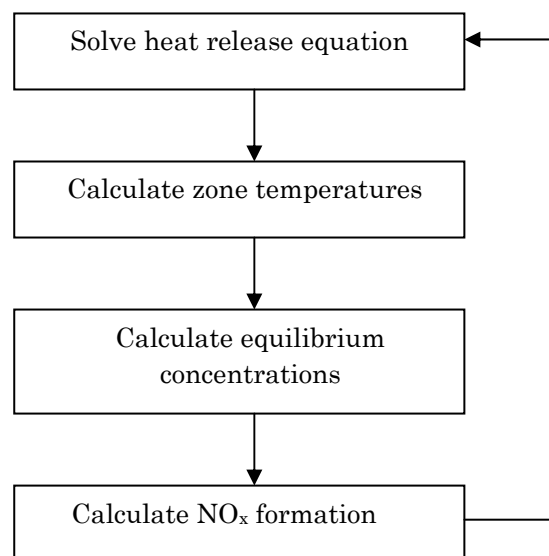 Solve heat release equation
Calculate zone temperatures
Calculate equilibrium
concentrations
Calculate NOₓ formation